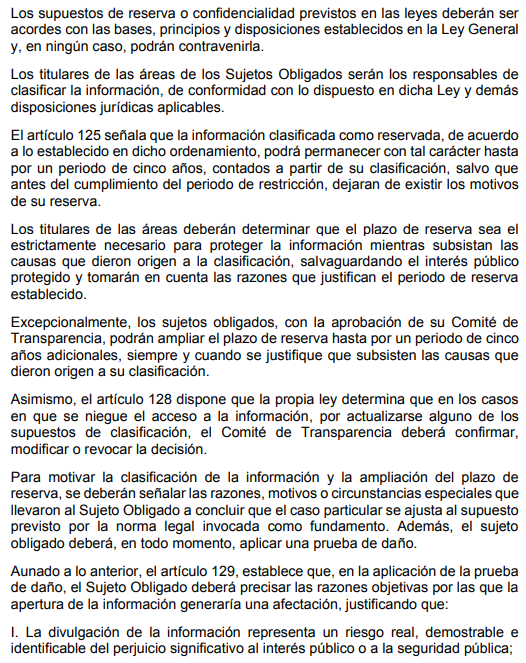 Los supuestos de reserva o confidencialidad previstos en las leyes deberán ser
acordes con las bases, principios y disposiciones establecidos en la Ley General
y, en ningún caso, podrán contravenirla.
Los titulares de las áreas de los Sujetos Obligados serán los responsables de
clasificar la información, de conformidad con lo dispuesto en dicha Ley y demás
disposiciones jurídicas aplicables.
El artículo 125 señala que la información clasificada como reservada, de acuerdo
a lo establecido en dicho ordenamiento, podrá permanecer con tal carácter hasta
por un periodo de cinco años, contados a partir de su clasificación, salvo que
antes del cumplimiento del periodo de restricción, dejaran de existir los motivos
de su reserva.
Los titulares de las áreas deberán determinar que el plazo de reserva sea el
estrictamente necesario para proteger la información mientras subsistan las
causas que dieron origen a la clasificación, salvaguardando el interés público
protegido y tomarán en cuenta las razones que justifican el periodo de reserva
establecido.
Excepcionalmente, los sujetos obligados, con la aprobación de su Comité de
Transparencia, podrán ampliar el plazo de reserva hasta por un periodo de cinco
años adicionales, siempre y cuando se justifique que subsisten las causas que
dieron origen a su clasificación.
Asimismo, el artículo 128 dispone que la propia ley determina que en los casos
en que se niegue el acceso a la información, por actualizarse alguno de los
supuestos de clasificación, el Comité de Transparencia deberá confirmar,
modificar o revocar la decisión.
Para motivar la clasificación de la información y la ampliación del plazo de
reserva, se deberán señalar las razones, motivos o circunstancias especiales que
llevaron al Sujeto Obligado a concluir que el caso particular se ajusta al supuesto
previsto por la norma legal invocada como fundamento. Además, el sujeto
obligado deberá, en todo momento, aplicar una prueba de daño.
Aunado a lo anterior, el artículo 129, establece que, en la aplicación de la prueba
de daño, el Sujeto Obligado deberá precisar las razones objetivas por las que la
apertura de la información generaría una afectación, justificando que:
I. La divulgación de la información representa un riesgo real, demostrable e
identificable del perjuicio significativo al interés público o a la seguridad pública;